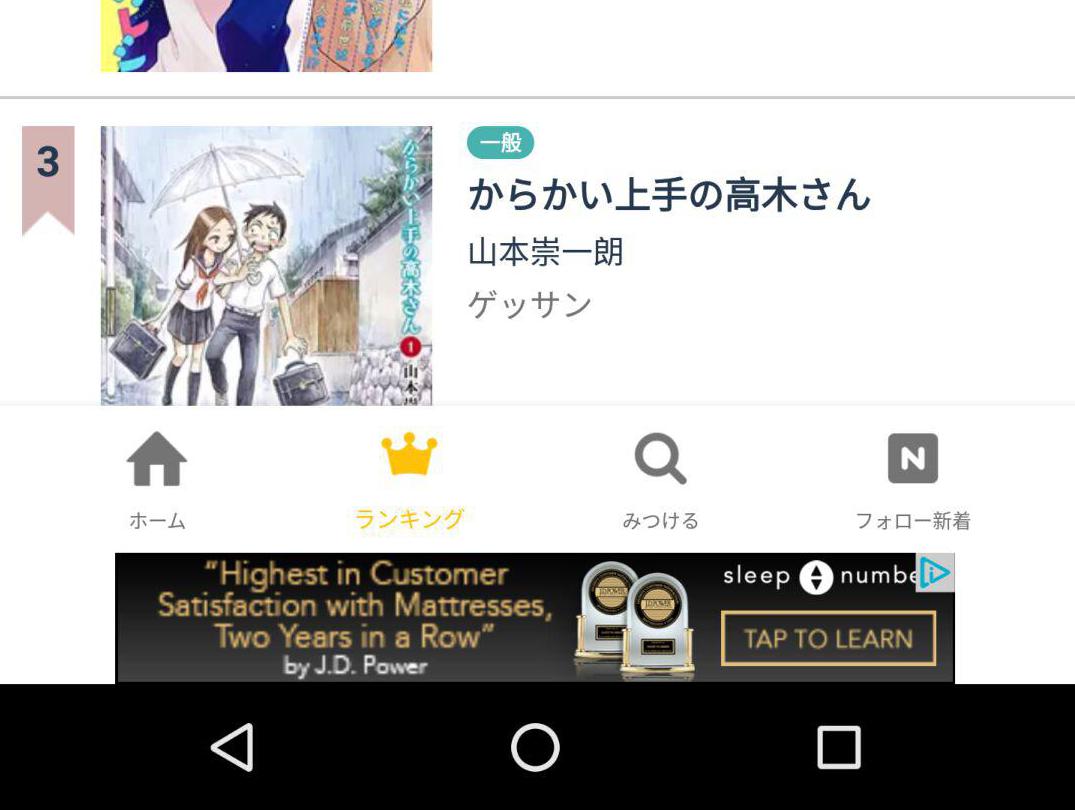 3
からかい上手の高木さん
1
山本
一般
からかい上手の高木さん
山本崇一朗
ゲッサン
ホーム
ランキング
みつける
N
フォロー新着
"Highest in Customer
Satisfaction with Mattresses,
Two Years in a Row"
by J.D. Power
sleep numbe
TAP TO LEARN